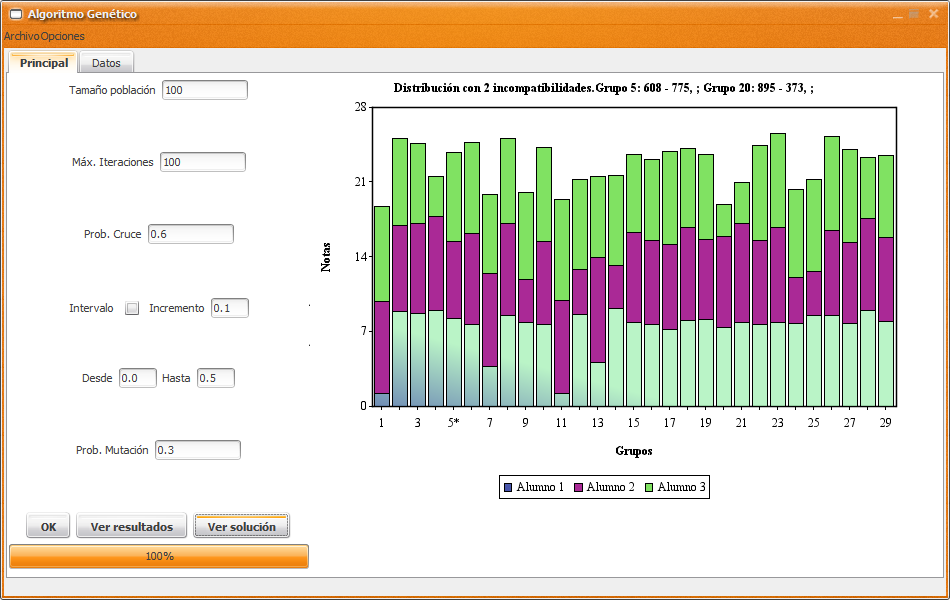 Algoritmo Genético
Archivo Opciones
Principal Datos
Tamaño población 100
Máx. Iteraciones 100
Prob. Cruce 0.6
Intervalo Incremento 0.1
Desde 0.0 Hasta 0.5
Prob. Mutación 0.3
OK Ver resultados Ver solución
100%
Distribución con 2 incompatibilidades.Grupo 5: 608 - 775, ; Grupo 20: 895 - 373, ;
28
21
14
7
0
Notas
1 3 5* 7 9 11 13 15 17 19 21 23 25 27 29
Grupos
Alumno 1 Alumno 2 Alumno 3